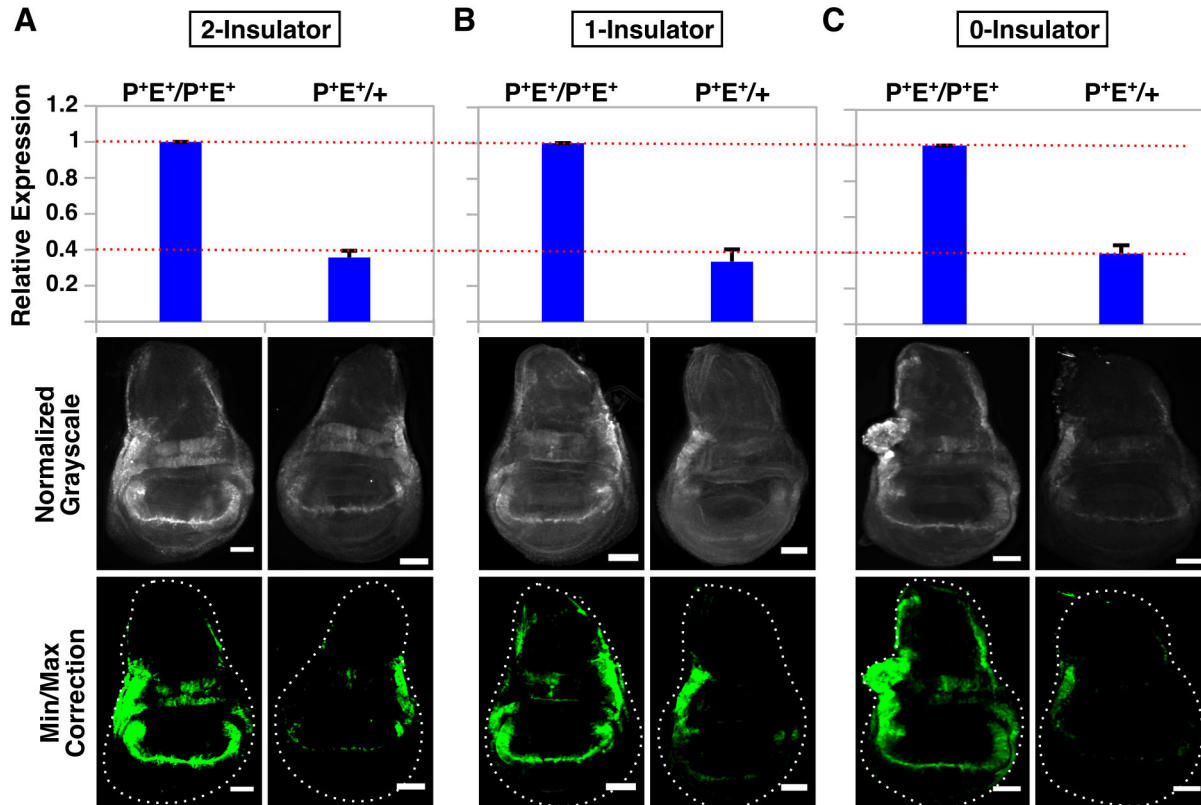 A 2-Insulator B 1-Insulator C 0-Insulator
P⁺E⁺/P⁺E⁺ P⁺E⁺/+ P⁺E⁺/P⁺E⁺ P⁺E⁺/+ P⁺E⁺/P⁺E⁺ P⁺E⁺/+
Relative Expression
1.2
1
0.8
0.6
0.4
0.2
Normalized
Grayscale
Min/Max
Correction